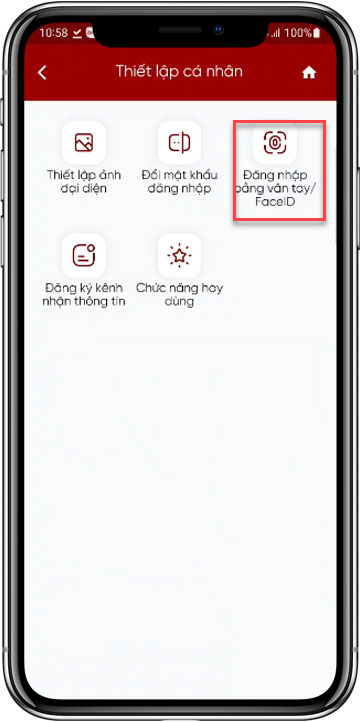 10:58
100%
Thiết lập cá nhân
Thiết lập ảnh
đại diện
Đổi mật khẩu
đăng nhập
Đăng nhập
bằng vân tay/
FaceID
Đăng ký kênh
nhận thông tin
Chức năng hay
dùng